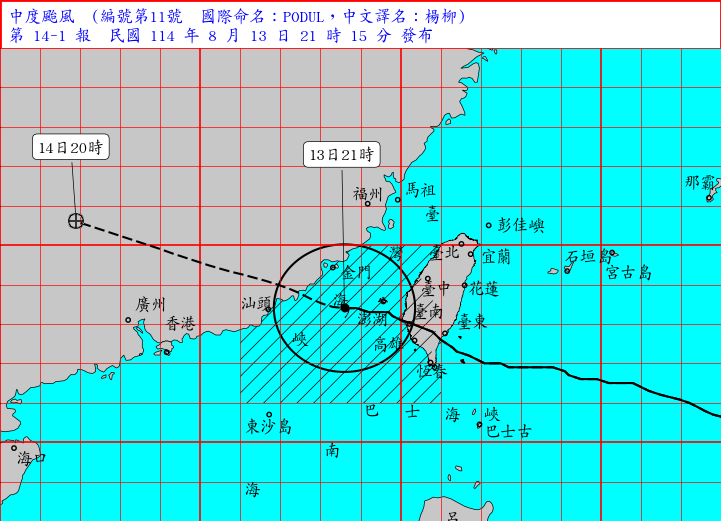 中度颱風 (編號第11號 國際命名：PODUL，中文譯名：楊柳)
第 14-1 報 民國 114 年 8 月 13 日 21 時 15 分 發布
14日20時
13日21時
福州
馬祖
那霸
臺
彭佳嶼
灣
臺北
宜蘭
石垣島
宮古島
金門
臺中
花蓮
汕頭
海
澎湖
臺南
臺東
廣州
香港
峽
高雄
恆春
巴
士
海
峽
東沙島
巴士古
南
海口
海
呂